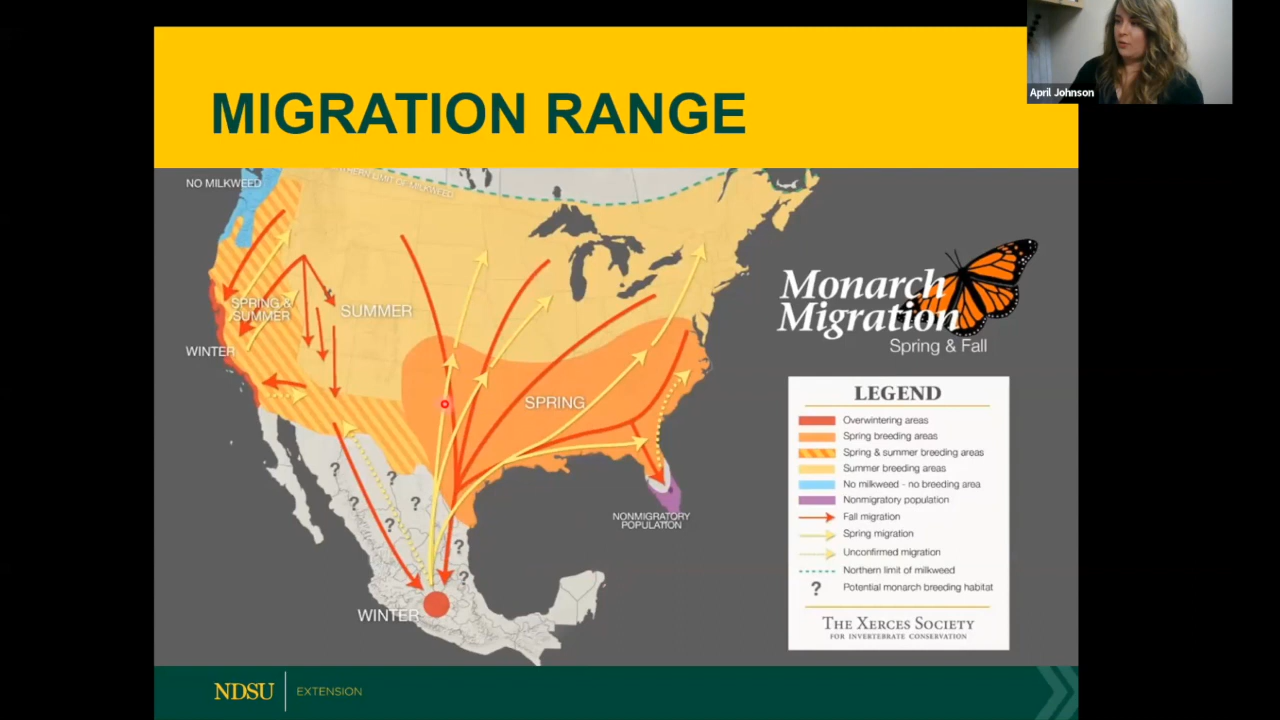 April Johnson
MIGRATION RANGE
NO MILKWEED
NORTHERN LIMIT OF MILKWEED
SPRING &
SUMMER
SUMMER
WINTER
SPRING
NONMIGRATORY
POPULATION
WINTER
? ? ? ? ? ? ?
Monarch
Migration
Spring & Fall
LEGEND
Overwintering areas
Spring breeding areas
Spring & summer breeding areas
Summer breeding areas
No milkweed - no breeding area
Nonmigratory population
Fall migration
Spring migration
Unconfirmed migration
Northern limit of milkweed
? Potential monarch breeding habitat
THE XERCES SOCIETY
FOR INVERTEBRATE CONSERVATION
NDSU EXTENSION